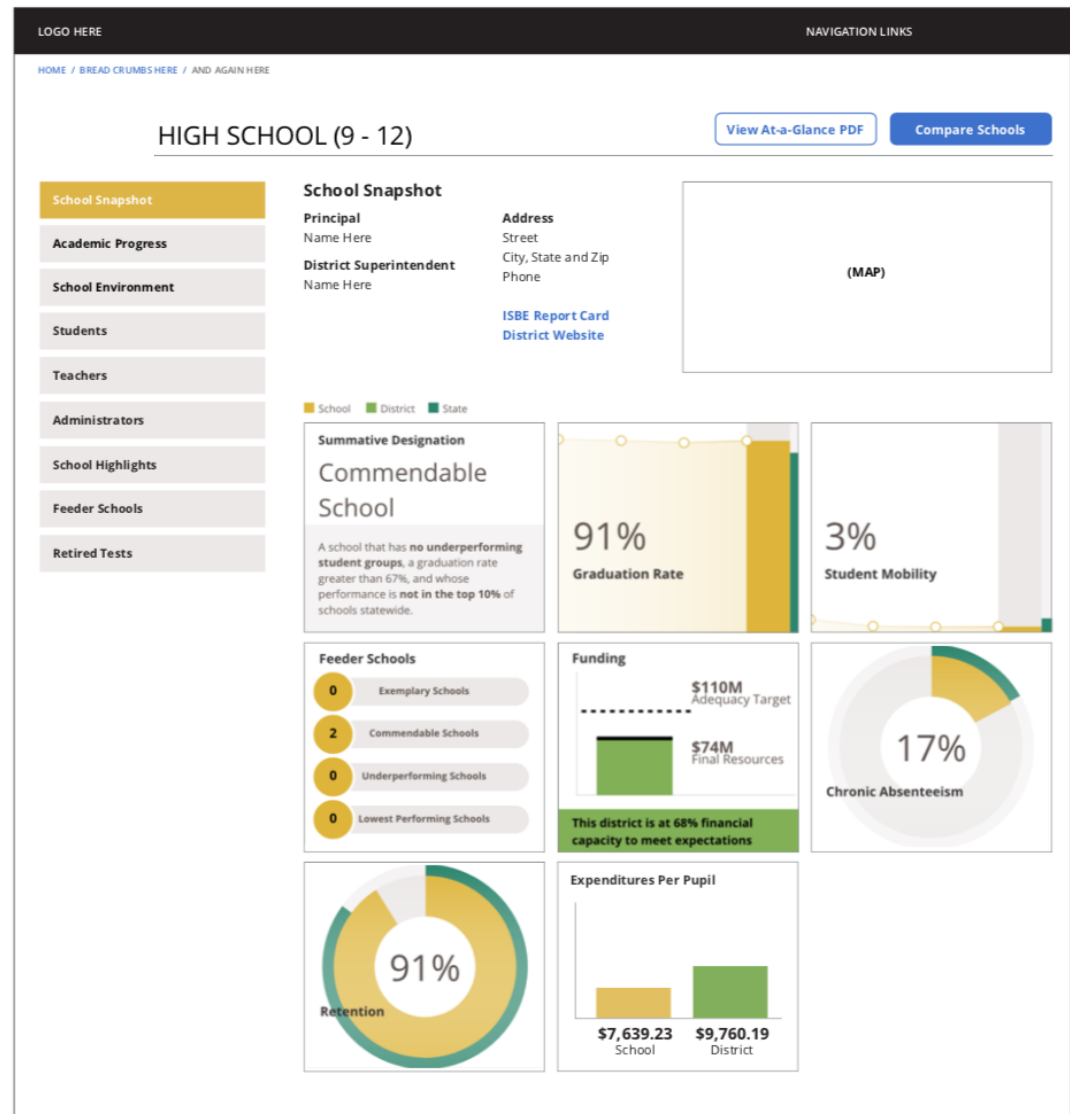 LOGO HERE
NAVIGATION LINKS
HOME / BREAD CRUMBS HERE / AND AGAIN HERE
HIGH SCHOOL (9 - 12)
View At-a-Glance PDF
Compare Schools
School Snapshot
Academic Progress
School Environment
Students
Teachers
Administrators
School Highlights
Feeder Schools
Retired Tests
School Snapshot
Principal
Name Here
District Superintendent
Name Here
Address
Street
City, State and Zip
Phone
ISBE Report Card
District Website
(MAP)
School District State
Summative Designation
Commendable
School
A school that has no underperforming
student groups, a graduation rate
greater than 67%, and whose
performance is not in the top 10% of
schools statewide.
91%
Graduation Rate
3%
Student Mobility
Feeder Schools
0 Exemplary Schools
2 Commendable Schools
0 Underperforming Schools
0 Lowest Performing Schools
Funding
$110M
Adequacy Target
$74M
Final Resources
This district is at 68% financial
capacity to meet expectations
17%
Chronic Absenteeism
91%
Retention
Expenditures Per Pupil
$7,639.23 $9,760.19
School District